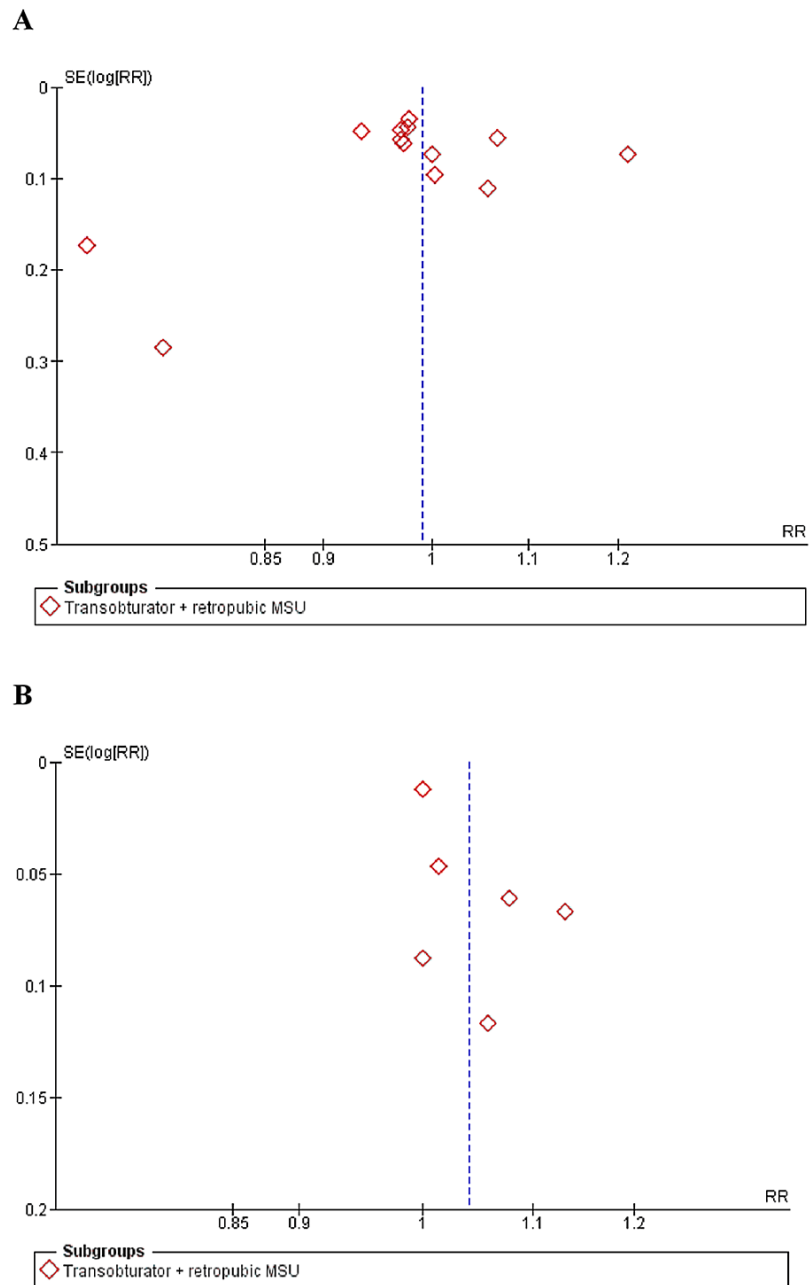 A
SE(log[RR])
0
0.1
0.2
0.3
0.4
0.5
RR
0.85 0.9 1 1.1 1.2
Subgroups
Transobturator + retropubic MSU
B
SE(log[RR])
0
0.05
0.1
0.15
0.2
RR
0.85 0.9 1 1.1 1.2
Subgroups
Transobturator + retropubic MSU